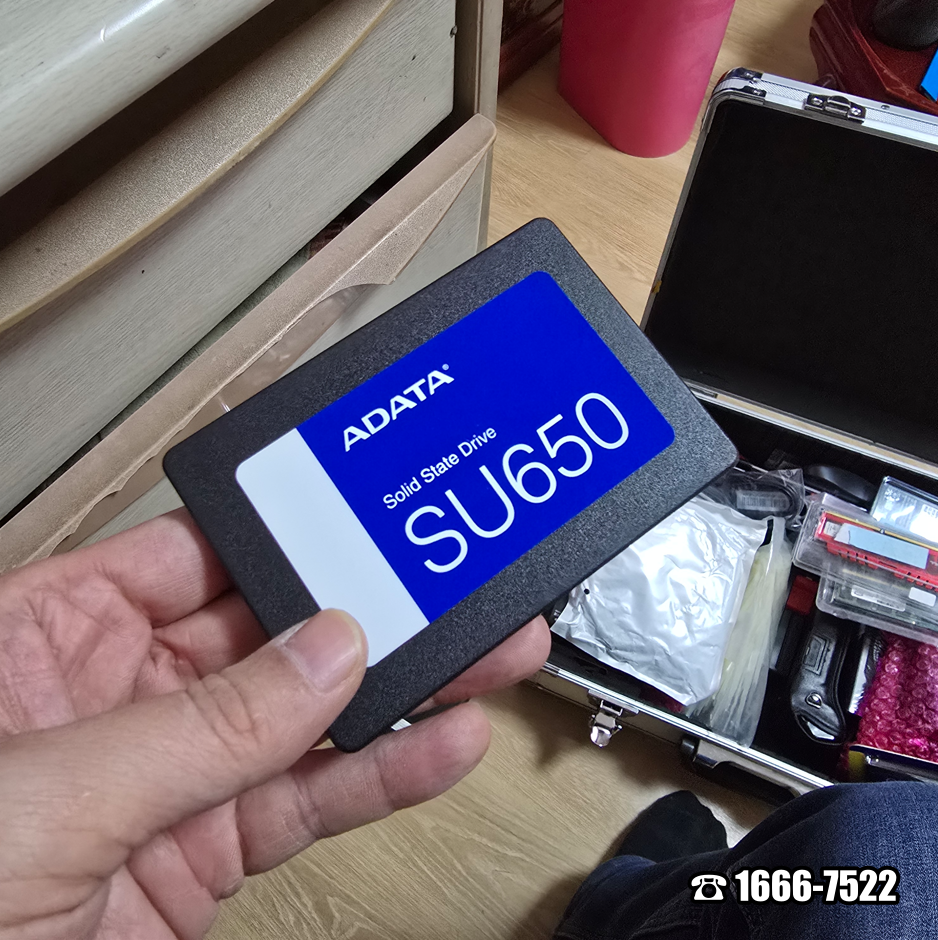 ADATA®
Solid State Drive
SU650
☎ 1666-7522